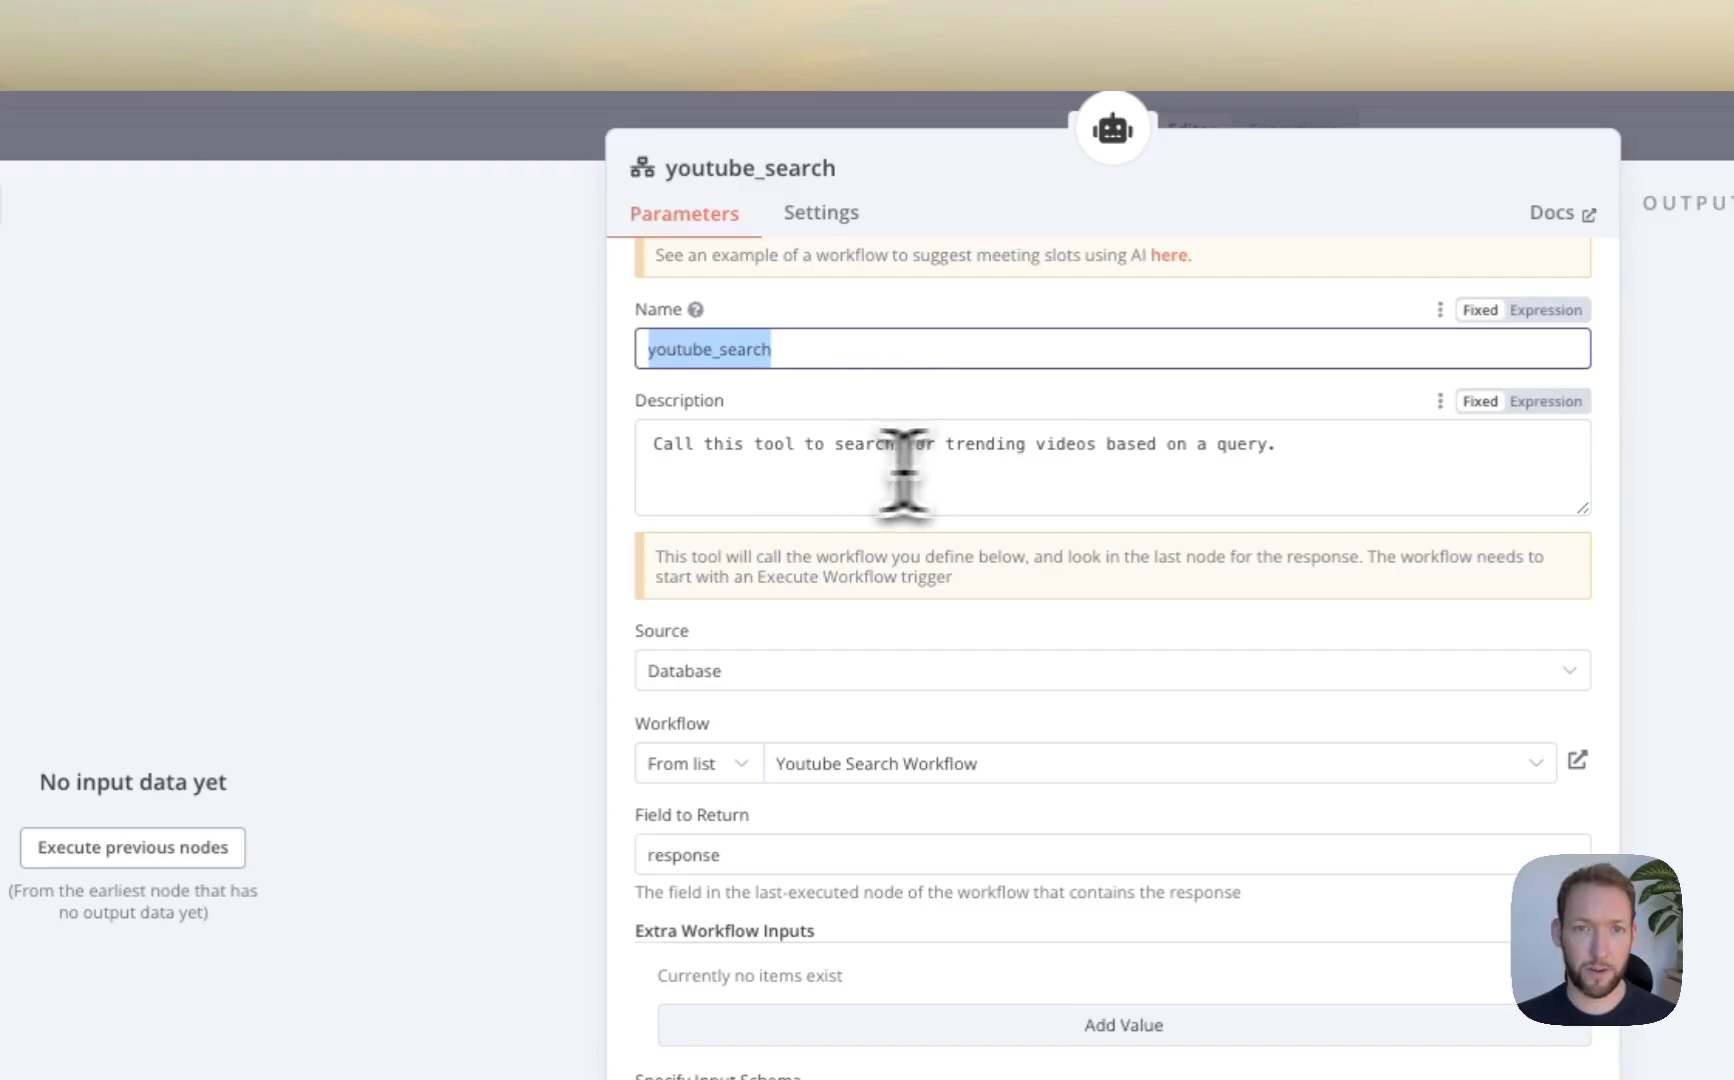 youtube_search
Parameters
Settings
Docs
See an example of a workflow to suggest meeting slots using AI here.
Name
Fixed
Expression
youtube_search
Description
Fixed
Expression
Call this tool to search for trending videos based on a query.
This tool will call the workflow you define below, and look in the last node for the response. The workflow needs to
start with an Execute Workflow trigger
Source
Database
Workflow
From list
Youtube Search Workflow
Field to Return
response
The field in the last-executed node of the workflow that contains the response
Extra Workflow Inputs
Currently no items exist
Add Value
Specify Input Schema
No input data yet
Execute previous nodes
(From the earliest node that has
no output data yet)
OUTPU